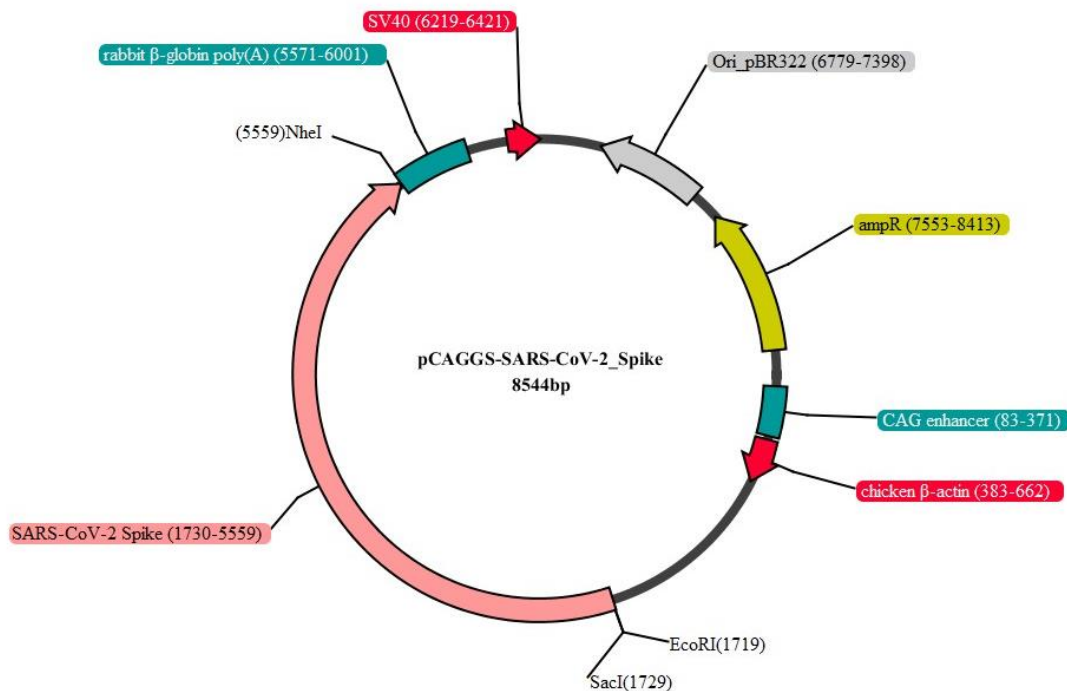 SV40 (6219-6421)
rabbit β-globin poly(A) (5571-6001)
Ori_pBR322 (6779-7398)
(5559)NheI
ampR (7553-8413)
pCAGGS-SARS-CoV-2_Spike
8544bp
CAG enhancer (83-371)
chicken β-actin (383-662)
SARS-CoV-2 Spike (1730-5559)
EcoRI(1719)
SacI(1729)